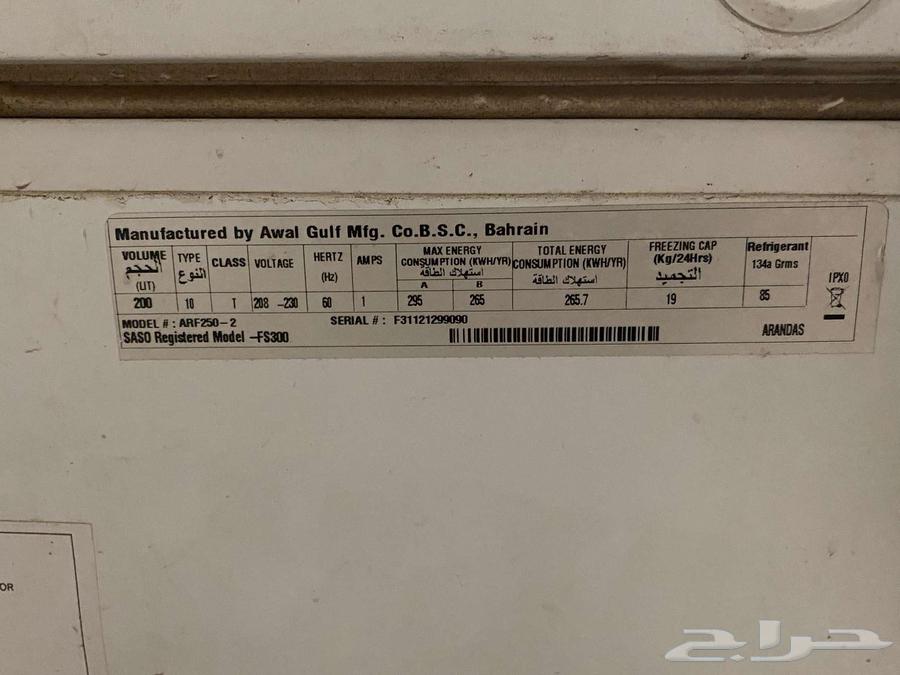 Manufactured by Awal Gulf Mfg. Co.B.S.C., Bahrain
VOLUME TYPE CLASS VOLTAGE HERTZ AMPS MAX ENERGY TOTAL ENERGY FREEZING CAP Refrigerant
الحجم النوع (Hz) CONSUMPTION (KWH/YR) CONSUMPTION (KWH/YR) (Kg/24Hrs) 134a Grms
(LIT) استهلاك الطاقة استهلاك الطاقة التجميد IPX0
A B
200 10 T 208 -230 60 1 295 265 265.7 19 85
MODEL # : ARF250-2 SERIAL # : F31121299090
SASO Registered Model -FS300 ARANDAS
OR
حراج